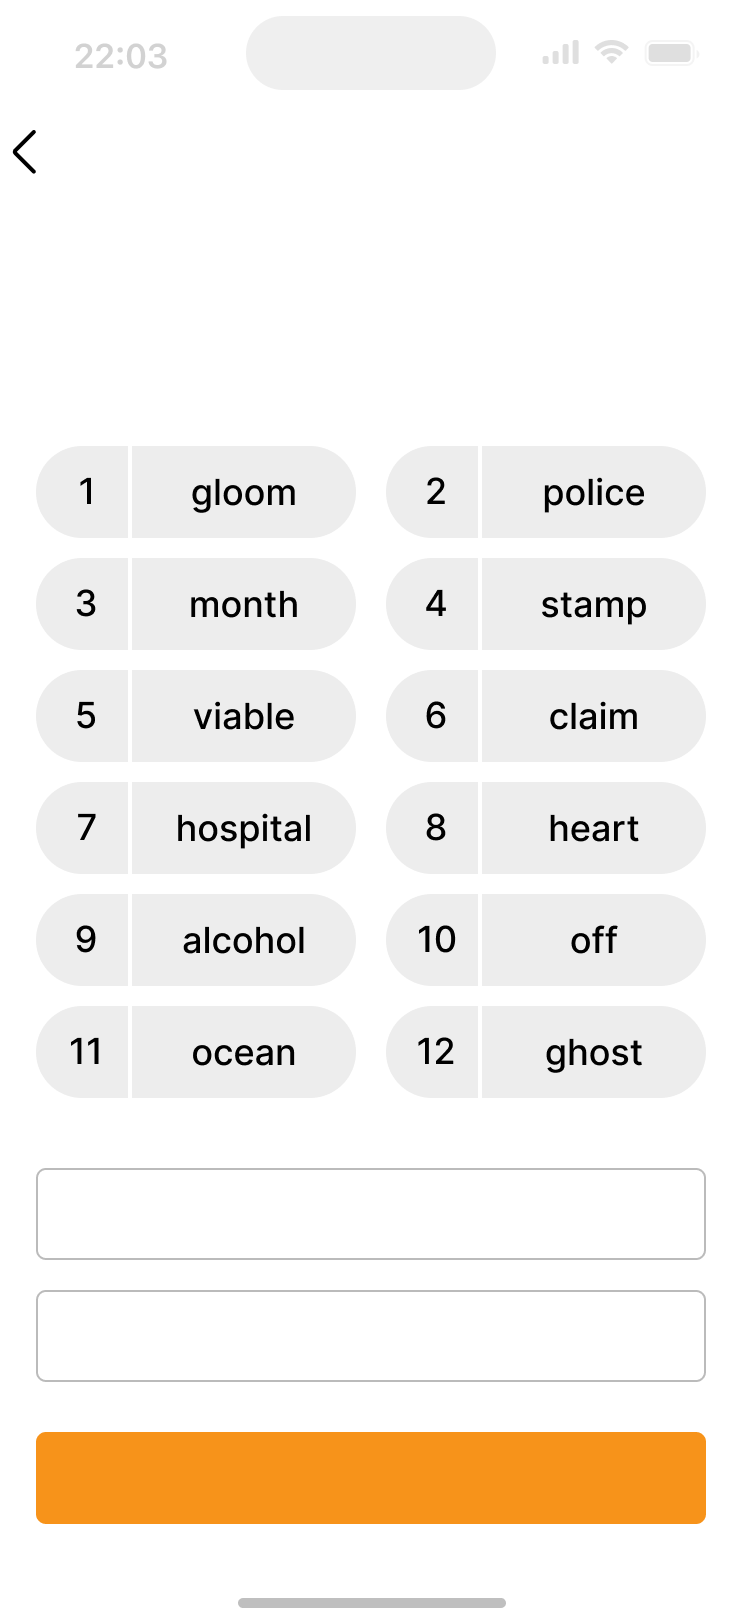 22:03
1 gloom 2 police
3 month 4 stamp
5 viable 6 claim
7 hospital 8 heart
9 alcohol 10 off
11 ocean 12 ghost